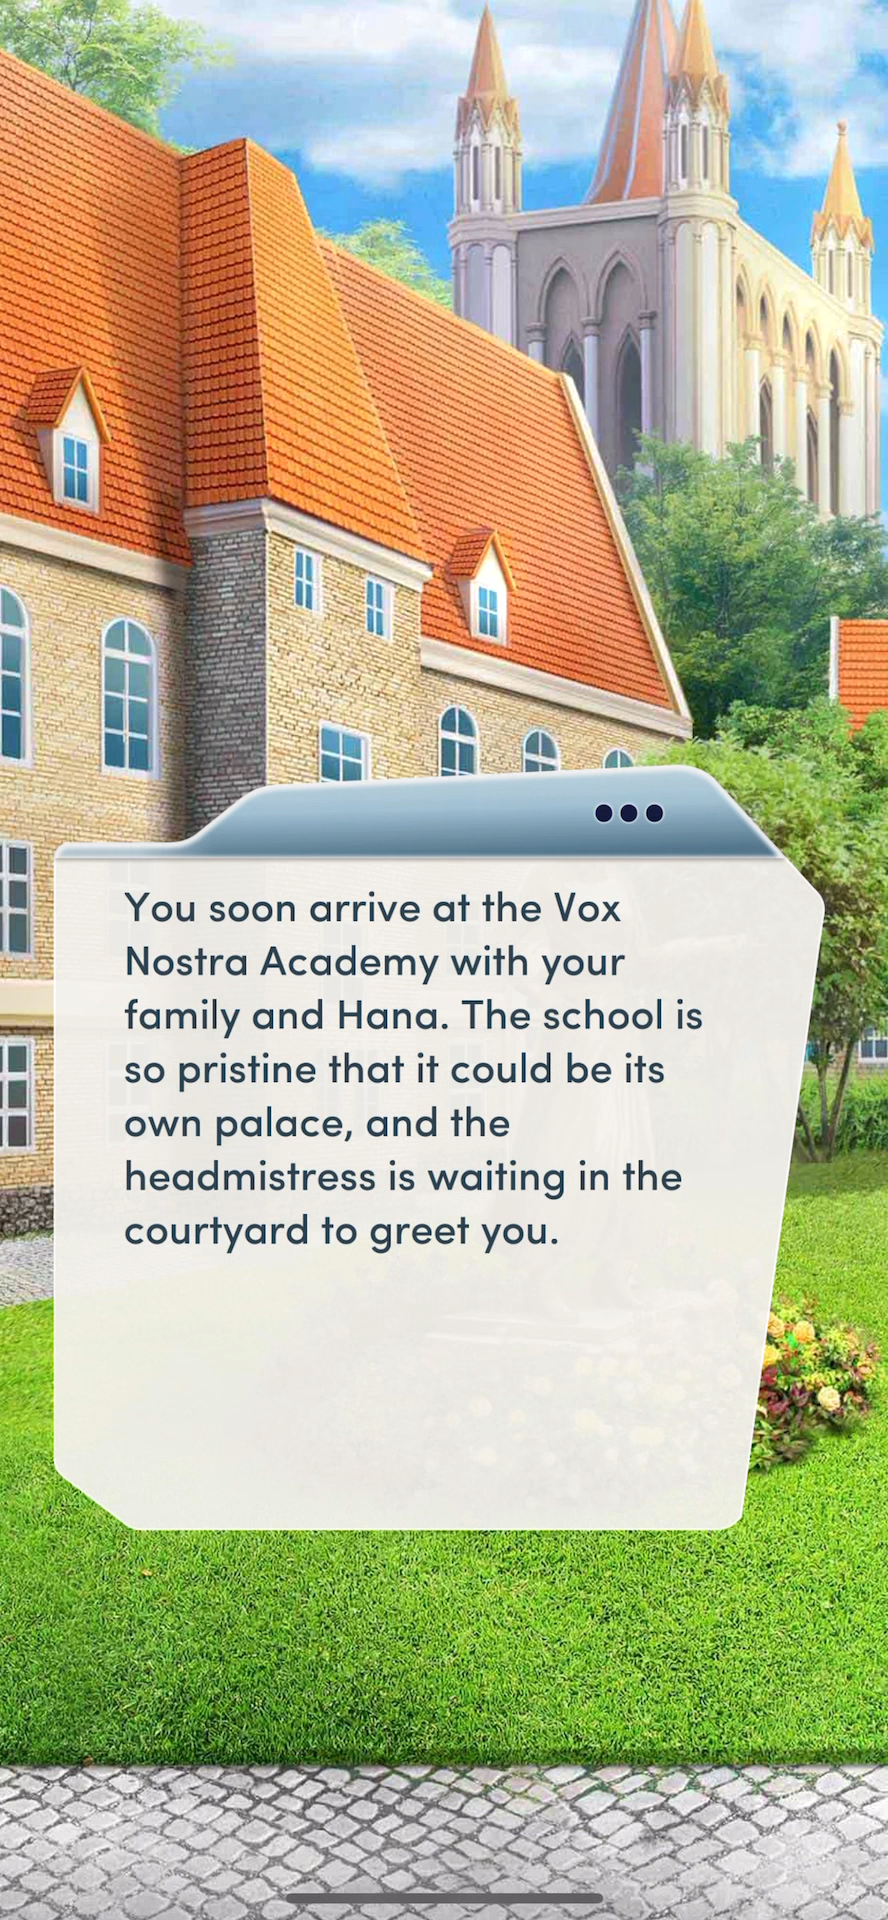 You soon arrive at the Vox
Nostra Academy with your
family and Hana. The school is
so pristine that it could be its
own palace, and the
headmistress is waiting in the
courtyard to greet you.